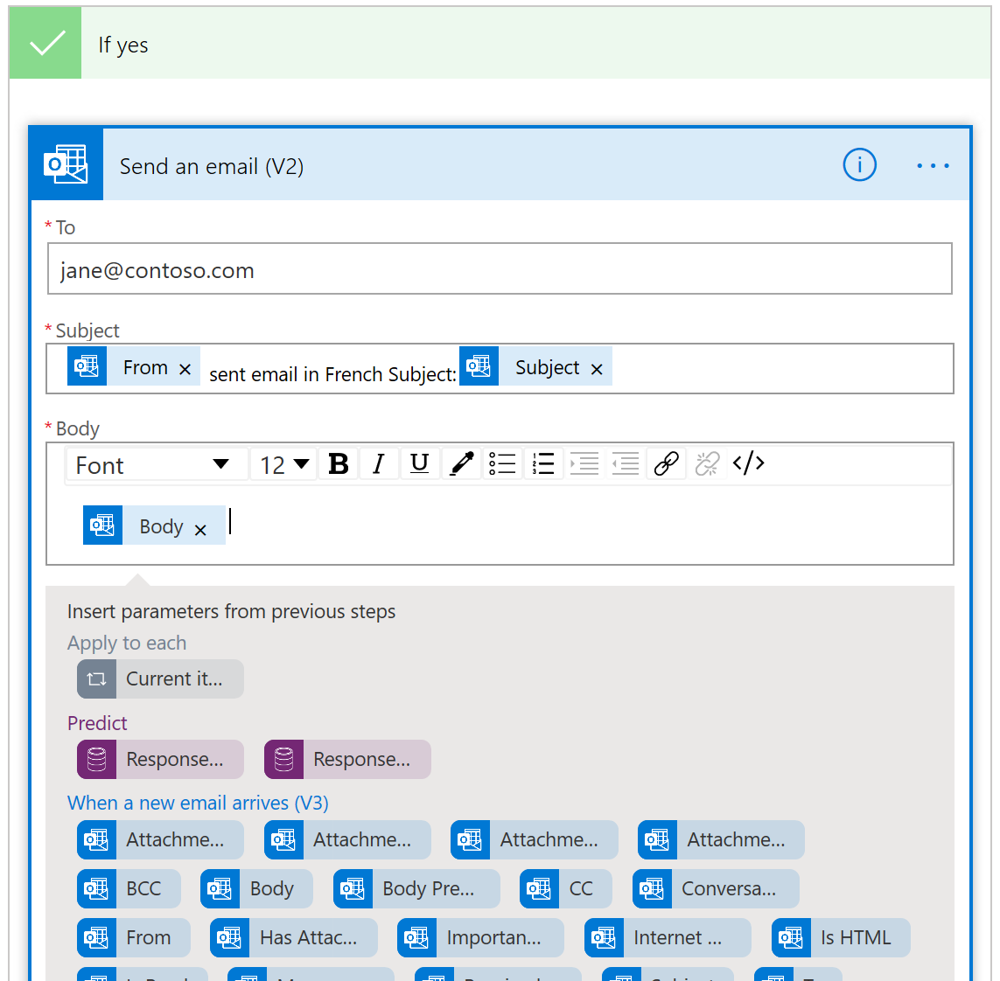 If yes
Send an email (V2)
* To
jane@contoso.com
* Subject
From × sent email in French Subject: Subject ×
* Body
Font 12 B I U </>
Body ×
Insert parameters from previous steps
Apply to each
Current it...
Predict
Response... Response...
When a new email arrives (V3)
Attachme... Attachme... Attachme... Attachme...
BCC Body Body Pre... CC Conversa...
From Has Attac... Importan... Internet ... Is HTML